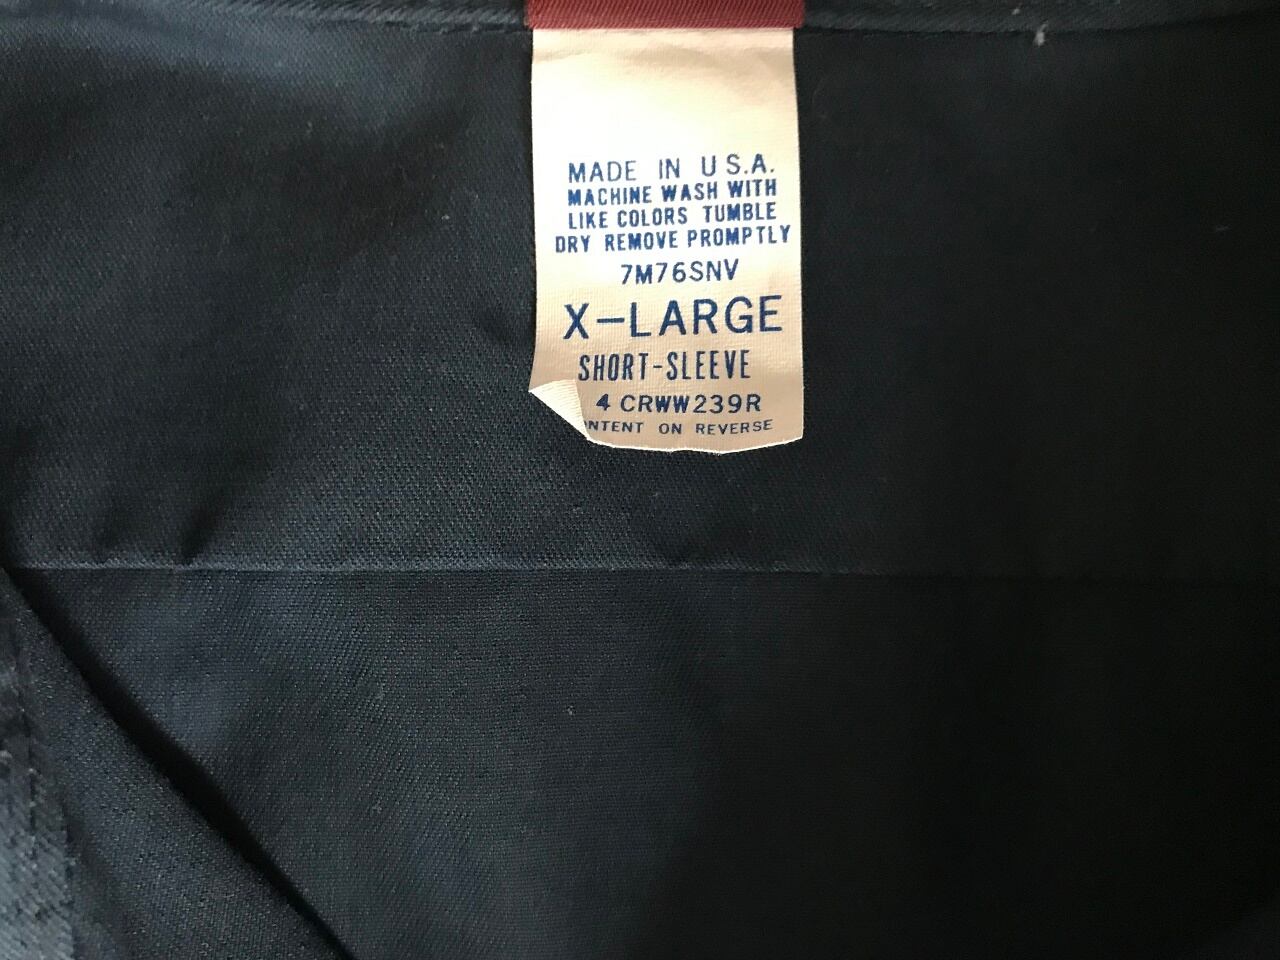 MADE IN U.S.A.
MACHINE WASH WITH
LIKE COLORS TUMBLE
DRY REMOVE PROMPTLY
7M76SNV
X-LARGE
SHORT-SLEEVE
4 CRWW239R
NTENT ON REVERSE